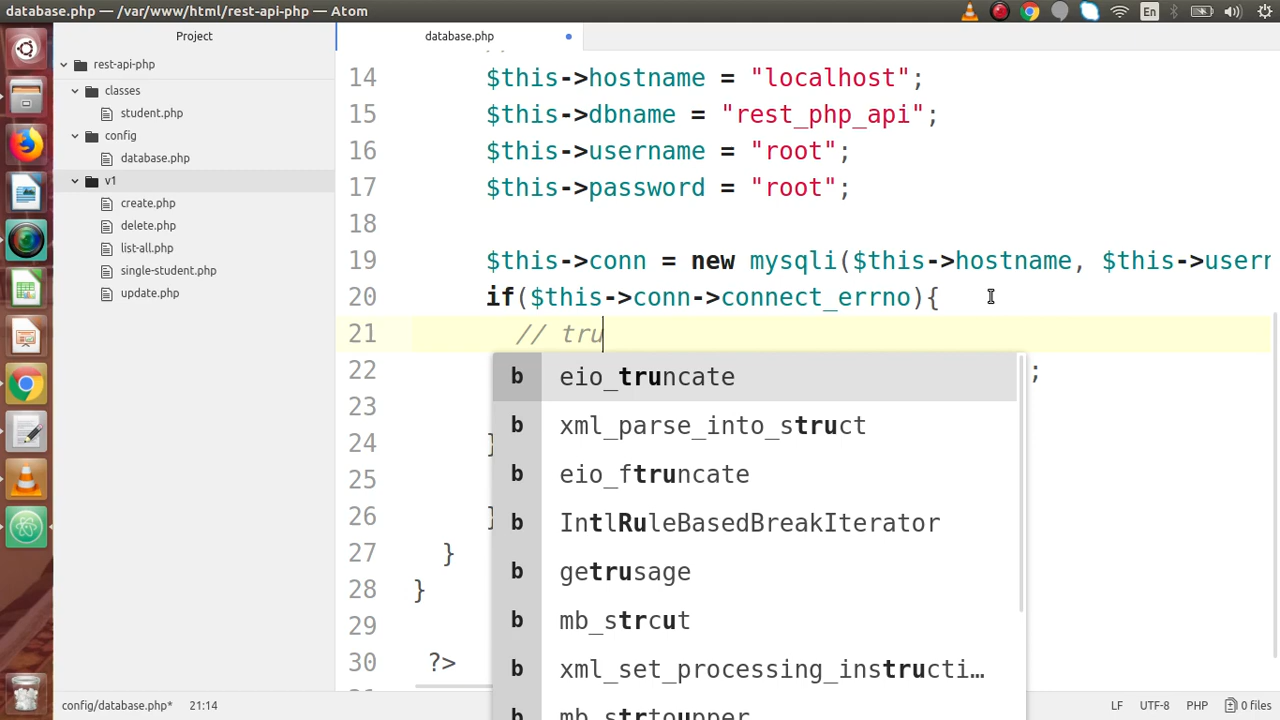 database.php — /var/www/html/rest-api-php — Atom
En
Project
database.php
rest-api-php
classes
student.php
config
database.php
v1
create.php
delete.php
list-all.php
single-student.php
update.php
14 $this->hostname = "localhost";
15 $this->dbname = "rest_php_api";
16 $this->username = "root";
17 $this->password = "root";
18
19 $this->conn = new mysqli($this->hostname, $this->usern
20 if($this->conn->connect_errno){
21 // tru
22 ;
23
24 }
25
26 }
27 }
28 }
29
30 ?>
b eio_truncate
b xml_parse_into_struct
b eio_ftruncate
b IntlRuleBasedBreakIterator
b getrusage
b mb_strcut
b xml_set_processing_instructi…
b mb_strtoupper
config/database.php* 21:14
LF UTF-8 PHP 0 files